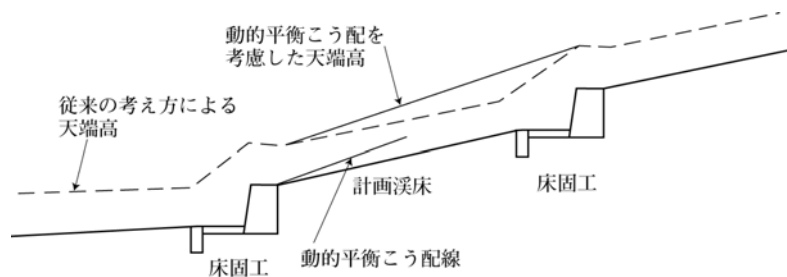 動的平衡こう配を
考慮した天端高
従来の考え方による
天端高
計画渓床
床固工
動的平衡こう配線
床固工